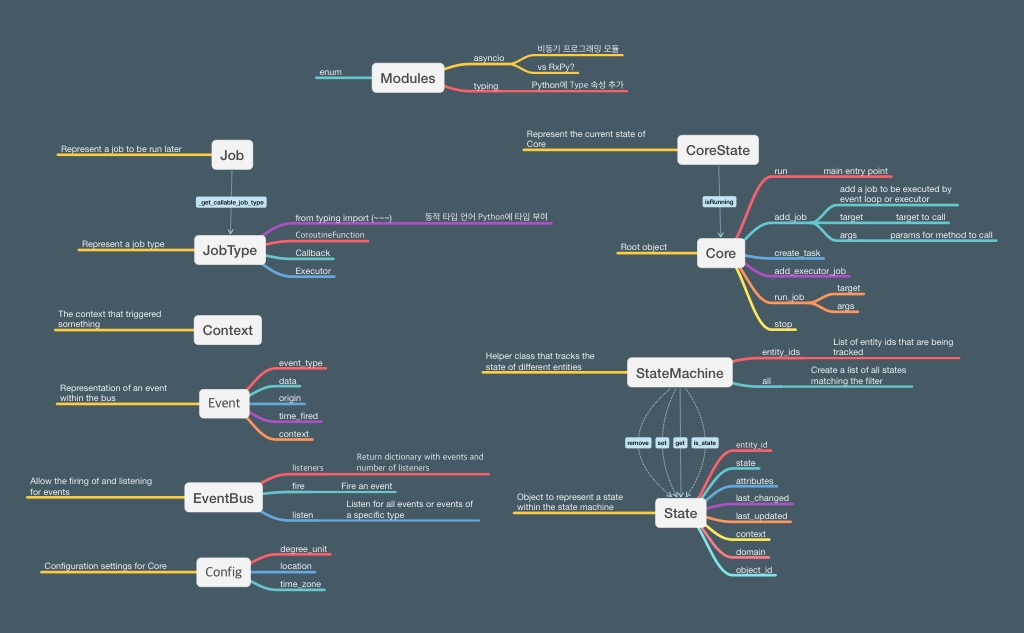 enum
Modules
asyncio
비동기 프로그래밍 모듈
vs RxPy?
typing
Python에 Type 속성 추가
Represent a job to be run later
Job
_get_callable_job_type
Represent a job type
JobType
from typing import (~~~)
동적 타입 언어 Python에 타입 부여
CoroutineFunction
Callback
Executor
The context that triggered
something
Context
Representation of an event
within the bus
Event
event_type
data
origin
time_fired
context
Allow the firing of and listening
for events
EventBus
listeners
Return dictionary with events and
number of listeners
fire
Fire an event
listen
Listen for all events or events of
a specific type
Configuration settings for Core
Config
degree_unit
location
time_zone
Represent the current state of
Core
CoreState
isRunning
Root object
Core
run
main entry point
add_job
add a job to be executed by
event loop or executor
target
target to call
args
params for method to call
create_task
add_executor_job
run_job
target
args
stop
Helper class that tracks the
state of different entities
StateMachine
entity_ids
List of entity ids that are being
tracked
all
Create a list of all states
matching the filter
remove
set
get
is_state
Object to represent a state
within the state machine
State
entity_id
state
attributes
last_changed
last_updated
context
domain
object_id